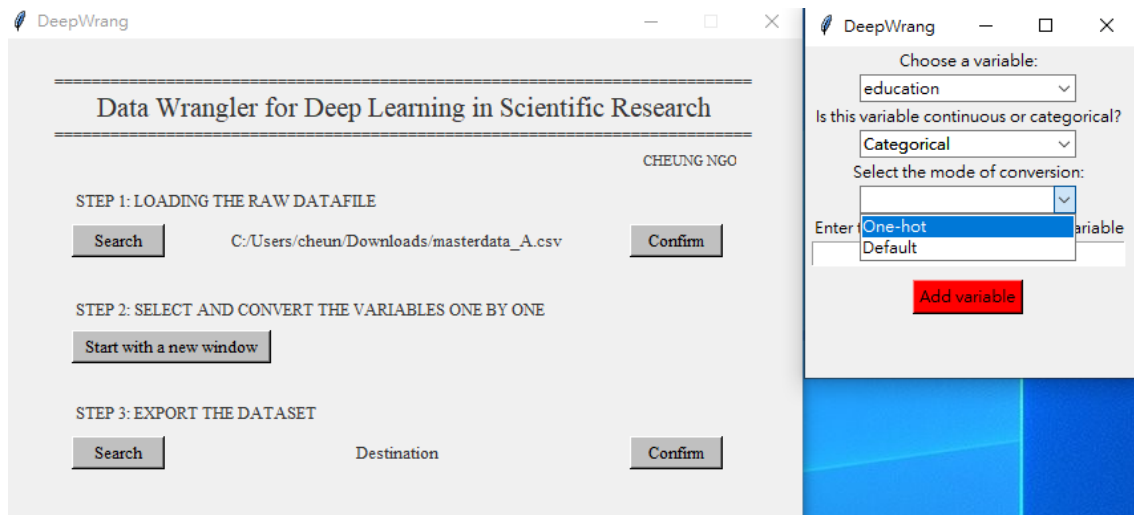 DeepWrang
Data Wrangler for Deep Learning in Scientific Research
CHEUNG NGO
STEP 1: LOADING THE RAW DATAFILE
Search C:/Users/cheun/Downloads/masterdata_A.csv Confirm
STEP 2: SELECT AND CONVERT THE VARIABLES ONE BY ONE
Start with a new window
STEP 3: EXPORT THE DATASET
Search Destination Confirm
DeepWrang
Choose a variable:
education
Is this variable continuous or categorical?
Categorical
Select the mode of conversion:
One-hot
Default
Enter
Add variable